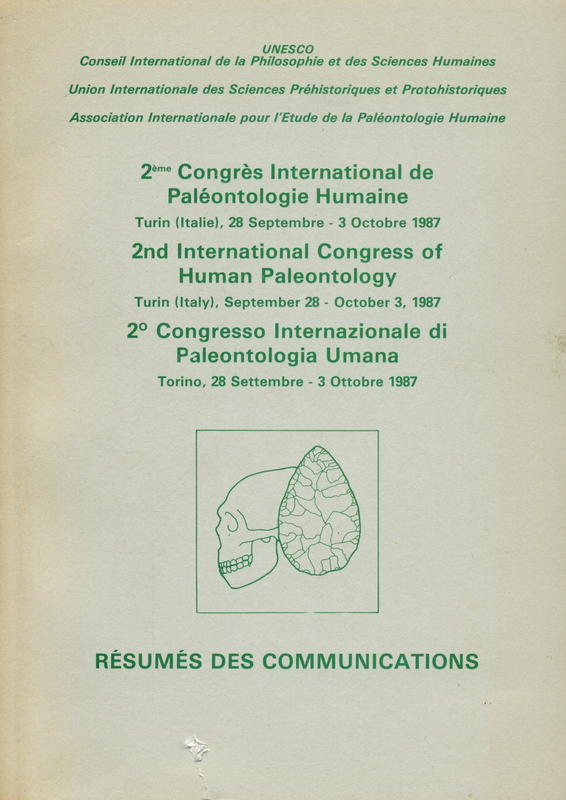 UNESCO
Conseil International de la Philosophie et des Sciences Humaines
Union Internationale des Sciences Préhistoriques et Protohistoriques
Association Internationale pour l'Etude de la Paléontologie Humaine
2ème Congrès International de
Paléontologie Humaine
Turin (Italie), 28 Septembre - 3 Octobre 1987
2nd International Congress of
Human Paleontology
Turin (Italy), September 28 - October 3, 1987
2º Congresso Internazionale di
Paleontologia Umana
Torino, 28 Settembre - 3 Ottobre 1987
RÉSUMÉS DES COMMUNICATIONS